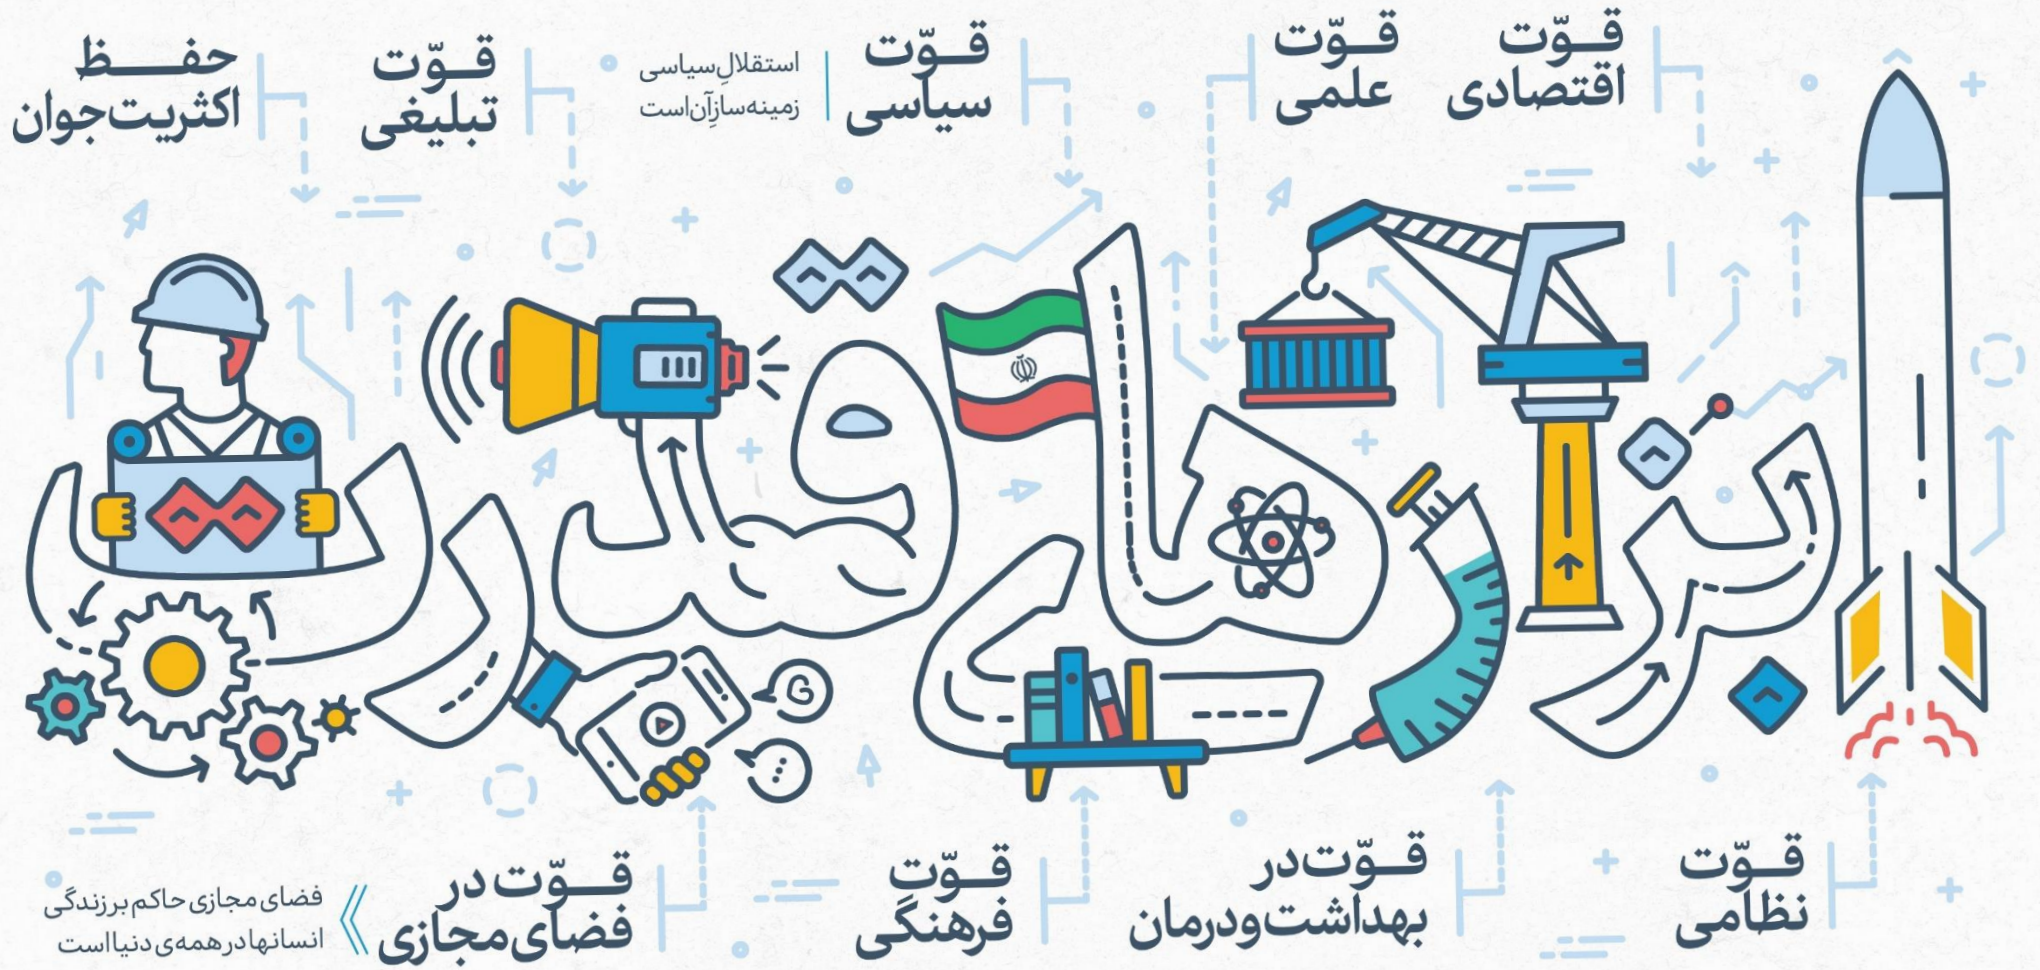 قوّت
اقتصادی
قوّت
علمی
قوّت
سیاسی
استقلالِ سیاسی
زمینه‌سازِ آن است
قوّت
تبلیغی
حفظ
اکثریت جوان
ابزارهای قدرت
قوّت
نظامی
قوّت در
بهداشت و درمان
قوّت
فرهنگی
قوّت در
فضای مجازی
فضای مجازی حاکم بر زندگی
انسانها در همه‌ی دنیا است